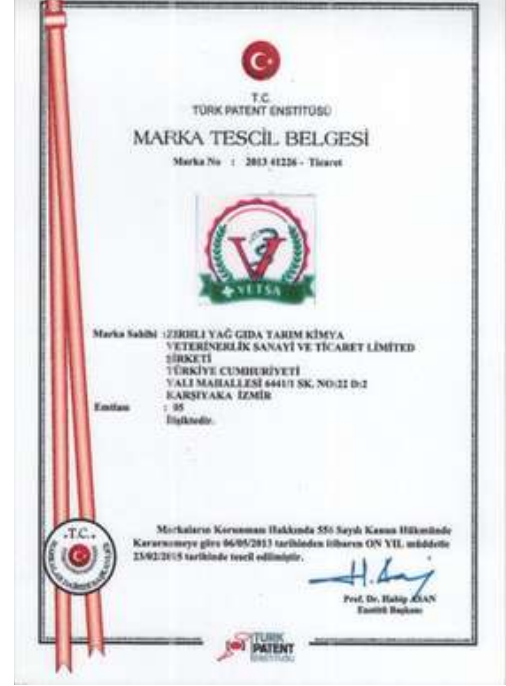 T.C.
TÜRK PATENT ENSTİTÜSÜ
MARKA TESCİL BELGESİ
Marka No : 2013 41226 - Ticaret
V
VETSA
Marka Sahibi : ZIRHLI YAĞ GIDA TARIM KİMYA
VETERİNERLİK SANAYİ VE TİCARET LİMİTED
ŞİRKETİ
TÜRKİYE CUMHURİYETİ
YALI MAHALLESİ 6441/1 SK. NO:22 D:2
KARŞIYAKA İZMİR
Emtiası : 05
İlişiktedir.
T.C.
Markaların Korunması Hakkında 556 Sayılı Kanun Hükmünde
Kararnameye göre 06/05/2013 tarihinden itibaren ON YIL müddetle
23/02/2015 tarihinde tescil edilmiştir.
Prof. Dr. Habip ASAN
Enstitü Başkanı
TÜRK
PATENT
ENSTİTÜSÜ